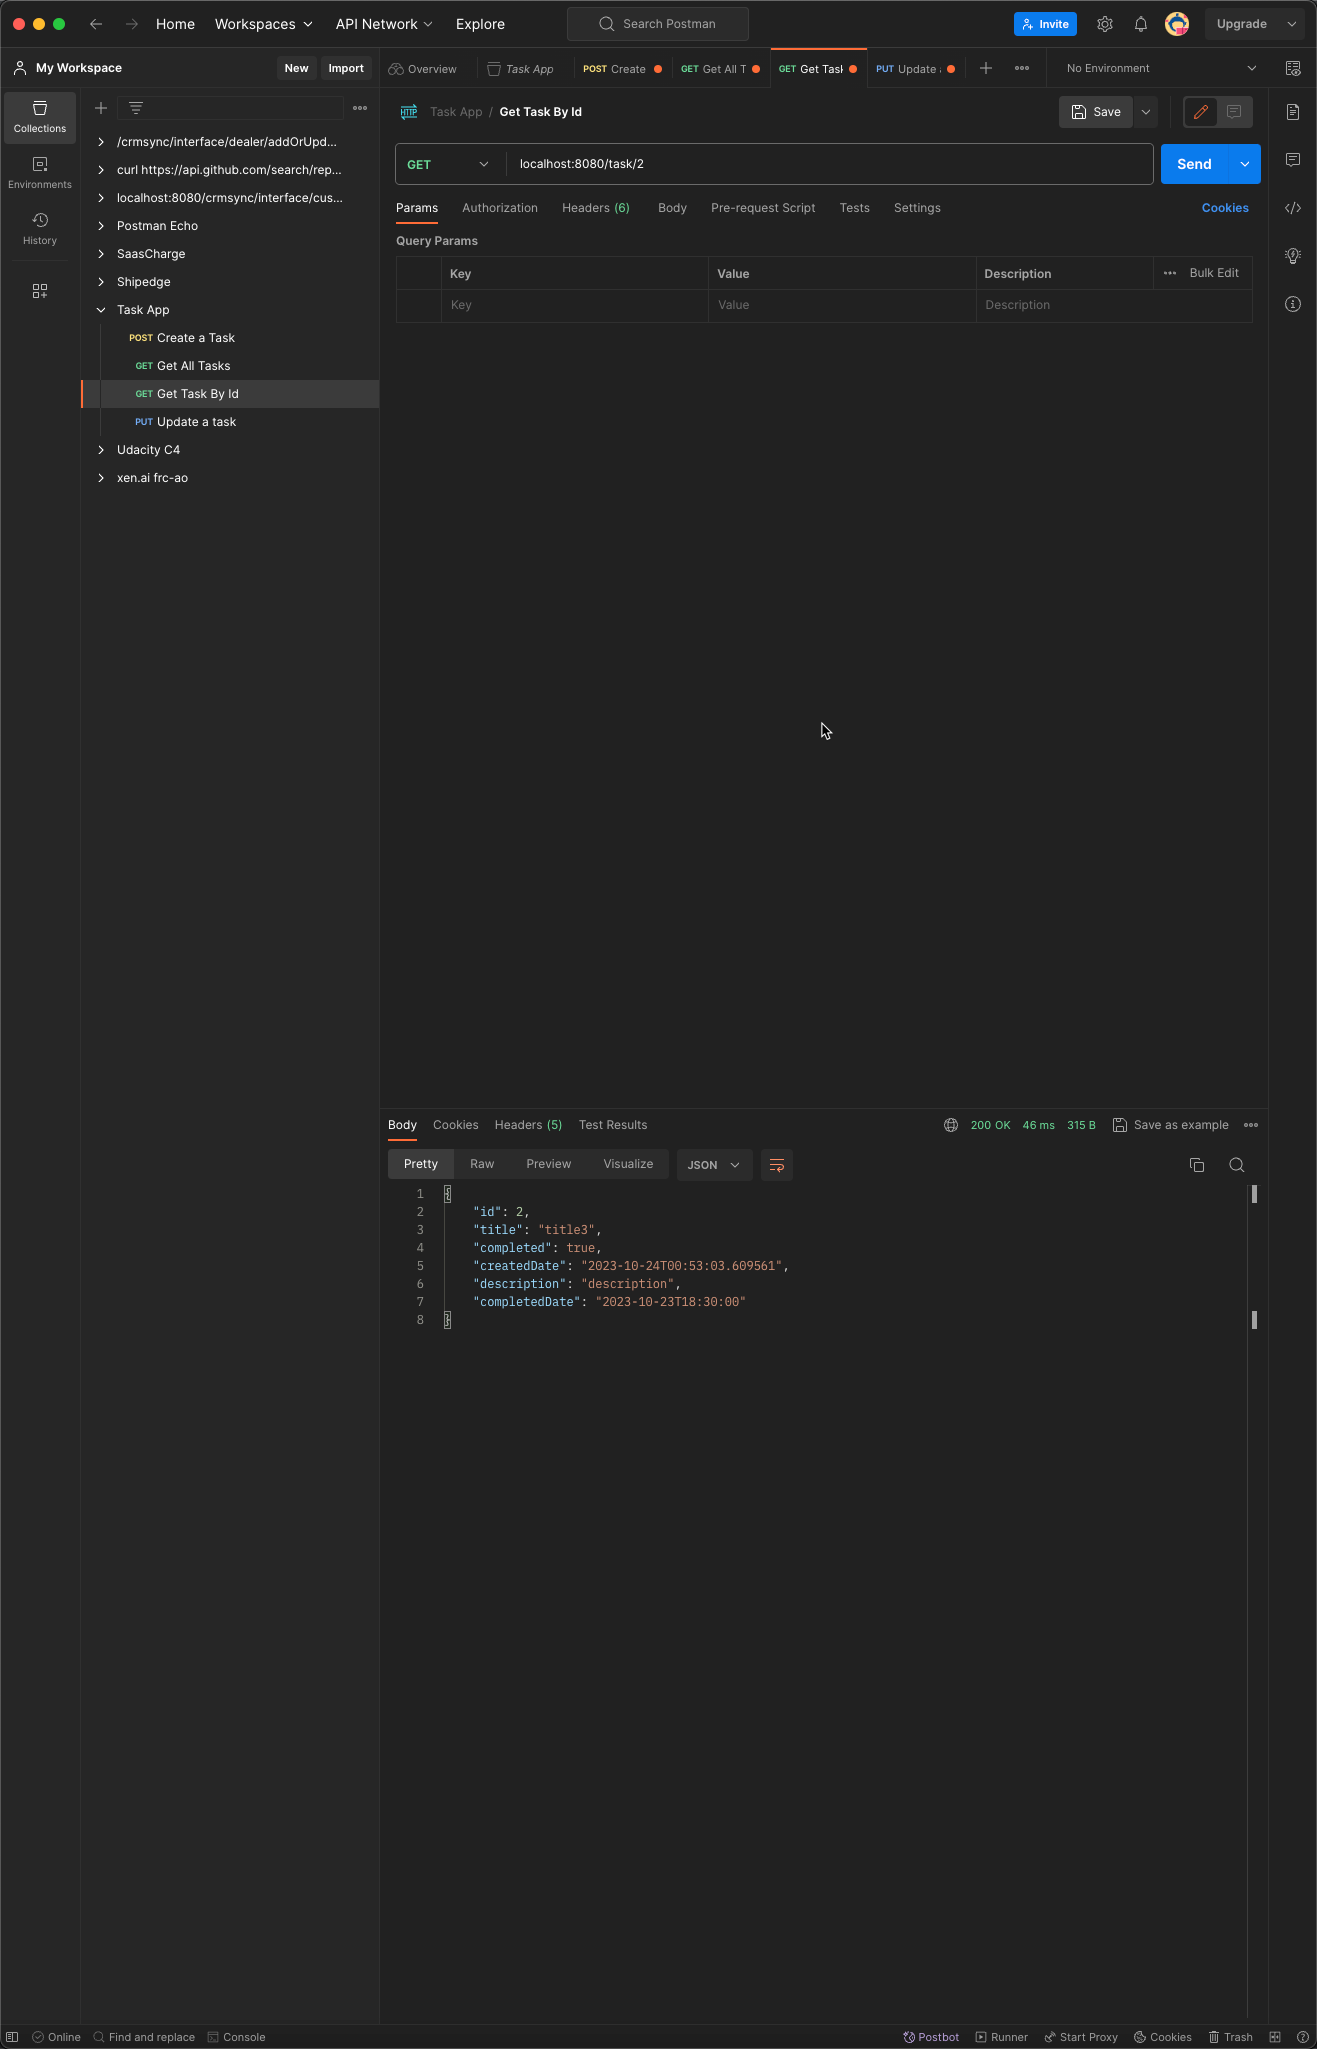 Home Workspaces API Network Explore Search Postman Invite Upgrade
My Workspace New Import Overview Task App POST Create GET Get All T GET Get Task PUT Update No Environment
Collections
Environments
History
/crmsync/interface/dealer/addOrUpd...
curl https://api.github.com/search/rep...
localhost:8080/crmsync/interface/cus...
Postman Echo
SaasCharge
Shipedge
Task App
POST Create a Task
GET Get All Tasks
GET Get Task By Id
PUT Update a task
Udacity C4
xen.ai frc-ao
HTTP Task App / Get Task By Id Save
GET localhost:8080/task/2 Send
Params Authorization Headers (6) Body Pre-request Script Tests Settings Cookies
Query Params
Key Value Description Bulk Edit
Key Value Description
Body Cookies Headers (5) Test Results 200 OK 46 ms 315 B Save as example
Pretty Raw Preview Visualize JSON
1 {
2 "id": 2,
3 "title": "title3",
4 "completed": true,
5 "createdDate": "2023-10-24T00:53:03.609561",
6 "description": "description",
7 "completedDate": "2023-10-23T18:30:00"
8 }
Online Find and replace Console Postbot Runner Start Proxy Cookies Trash